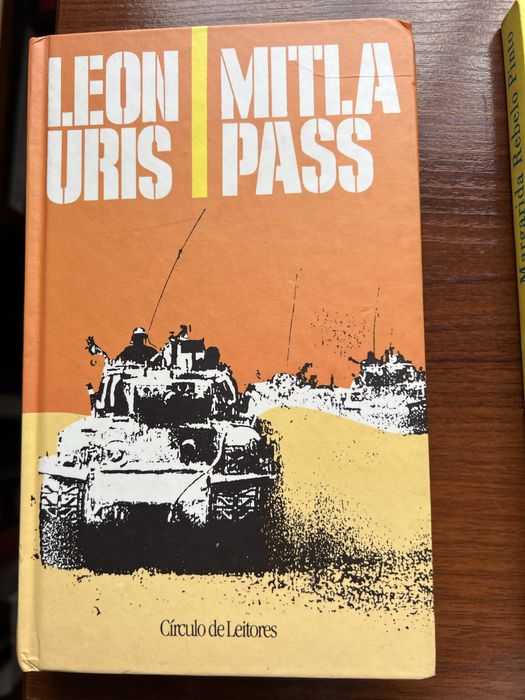 LEON
URIS
MITLA
PASS
Círculo de Leitores
Margarida Rebelo Pinto